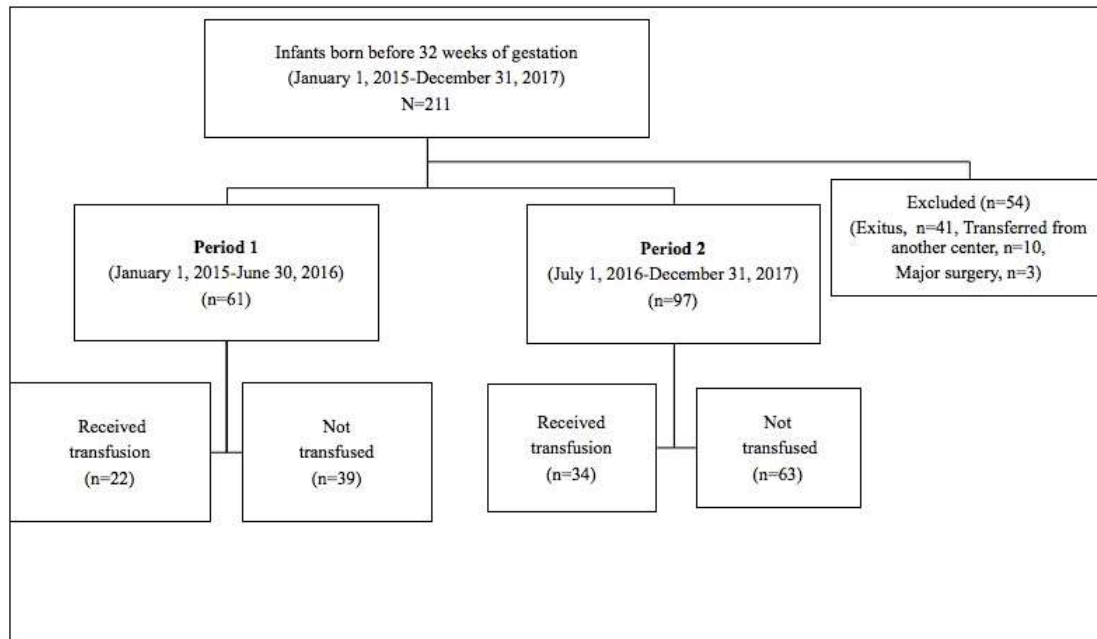 Infants born before 32 weeks of gestation
(January 1, 2015-December 31, 2017)
N=211
Excluded (n=54)
(Exitus,  n=41, Transferred from
another center, n=10,
Major surgery, n=3)
Period 1
(January 1, 2015-June 30, 2016)
(n=61)
Period 2
(July 1, 2016-December 31, 2017)
(n=97)
Received
transfusion
(n=22)
Not
transfused
(n=39)
Received
transfusion
(n=34)
Not
transfused
(n=63)